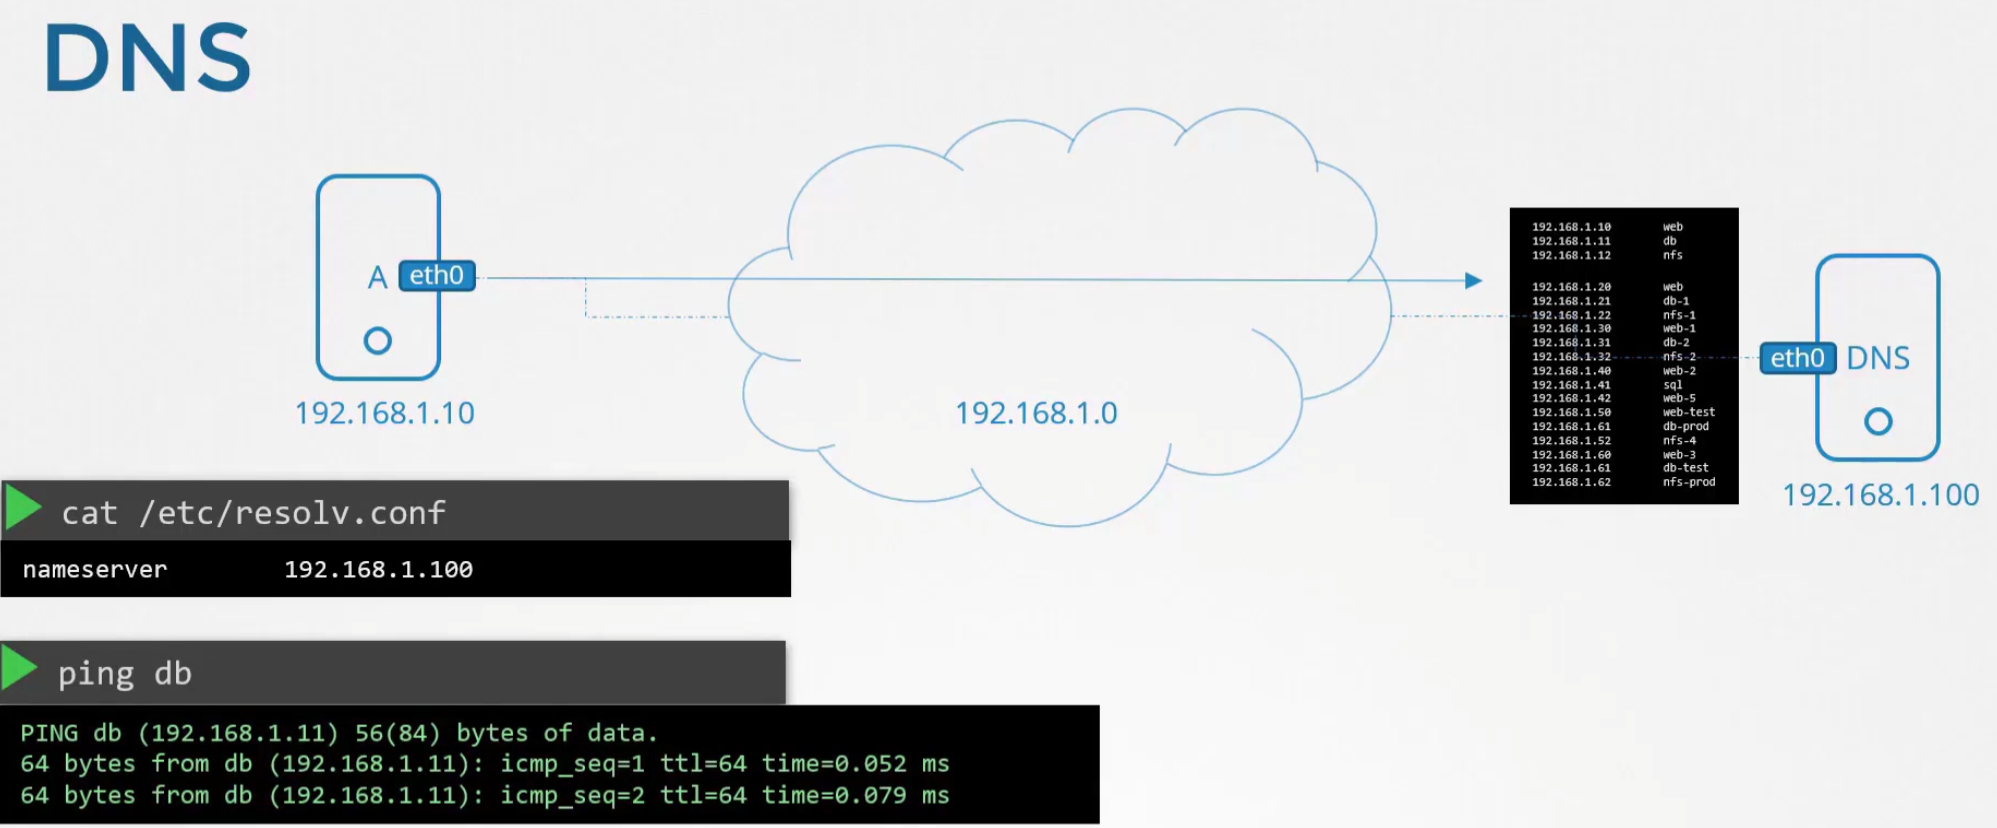 DNS
A eth0
192.168.1.10
192.168.1.0
192.168.1.10 web
192.168.1.11 db
192.168.1.12 nfs
192.168.1.20 web
192.168.1.21 db-1
192.168.1.22 nfs-1
192.168.1.30 web-1
192.168.1.31 db-2
192.168.1.32 nfs-2
192.168.1.40 web-2
192.168.1.41 sql
192.168.1.42 web-5
192.168.1.50 web-test
192.168.1.61 db-prod
192.168.1.52 nfs-4
192.168.1.60 web-3
192.168.1.61 db-test
192.168.1.62 nfs-prod
eth0 DNS
192.168.1.100
cat /etc/resolv.conf
nameserver 192.168.1.100
ping db
PING db (192.168.1.11) 56(84) bytes of data.
64 bytes from db (192.168.1.11): icmp_seq=1 ttl=64 time=0.052 ms
64 bytes from db (192.168.1.11): icmp_seq=2 ttl=64 time=0.079 ms